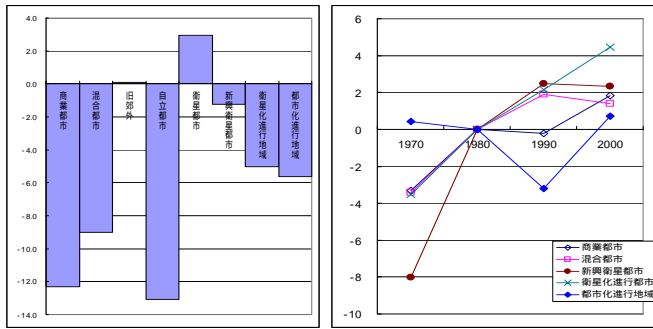 4.0
2.0
0.0
-2.0
-4.0
-6.0
-8.0
-10.0
-12.0
-14.0
商業都市
混合都市
旧郊外
自立都市
衛星都市
新興衛星都市
衛星化進行地域
都市化進行地域
6
4
2
0
-2
-4
-6
-8
-10
1970
1980
1990
2000
商業都市
混合都市
新興衛星都市
衛星化進行都市
都市化進行地域